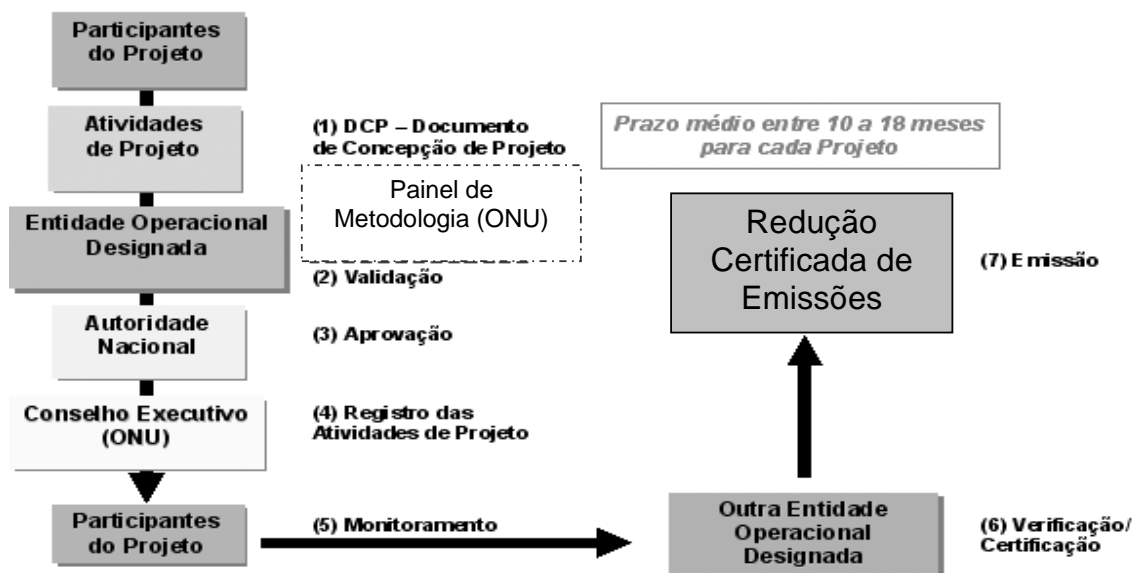 Participantes
do Projeto
Atividades
de Projeto
(1) DCP – Documento
de Concepção de Projeto
Prazo médio entre 10 a 18 meses
para cada Projeto
Painel de
Metodologia (ONU)
Entidade Operacional
Designada
(2) Validação
Redução
Certificada de
Emissões
(7) Emissão
Autoridade
Nacional
(3) Aprovação
Conselho Executivo
(ONU)
(4) Registro das
Atividades de Projeto
Participantes
do Projeto
(5) Monitoramento
Outra Entidade
Operacional
Designada
(6) Verificação/
Certificação